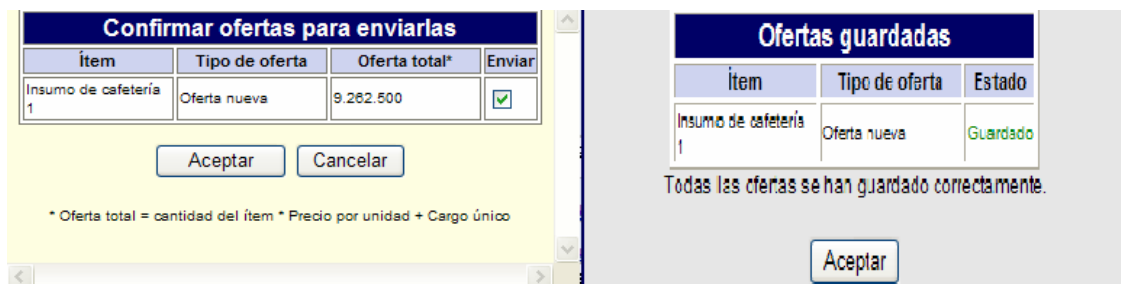 Confirmar ofertas para enviarlas
Ítem Tipo de oferta Oferta total* Enviar
Insumo de cafetería
1 Oferta nueva 9.262.500
Aceptar Cancelar
* Oferta total = cantidad del ítem * Precio por unidad + Cargo único
Ofertas guardadas
Ítem Tipo de oferta Estado
Insumo de cafetería
1 Oferta nueva Guardado
Todas las ofertas se han guardado correctamente.
Aceptar